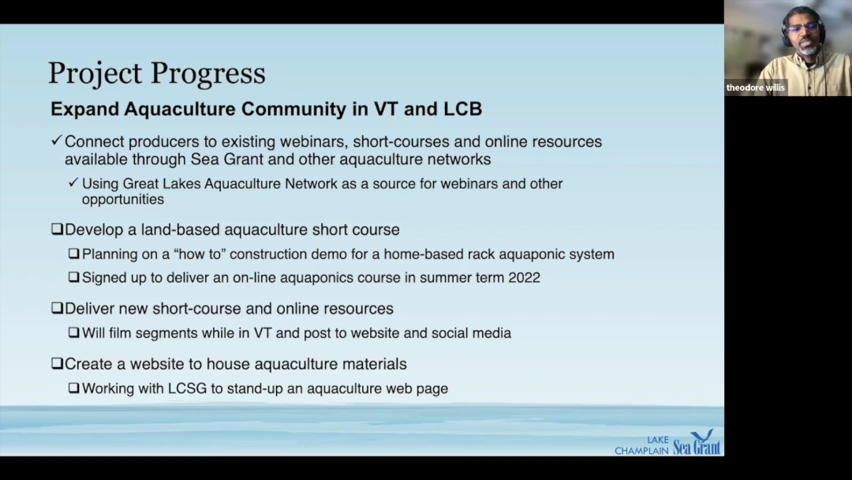 Project Progress
Expand Aquaculture Community in VT and LCB
✓Connect producers to existing webinars, short-courses and online resources
available through Sea Grant and other aquaculture networks
✓ Using Great Lakes Aquaculture Network as a source for webinars and other
opportunities
❑Develop a land-based aquaculture short course
❑Planning on a “how to” construction demo for a home-based rack aquaponic system
❑Signed up to deliver an on-line aquaponics course in summer term 2022
❑Deliver new short-course and online resources
❑Will film segments while in VT and post to website and social media
❑Create a website to house aquaculture materials
❑Working with LCSG to stand-up an aquaculture web page
LAKE
CHAMPLAIN Sea Grant
theodore willis